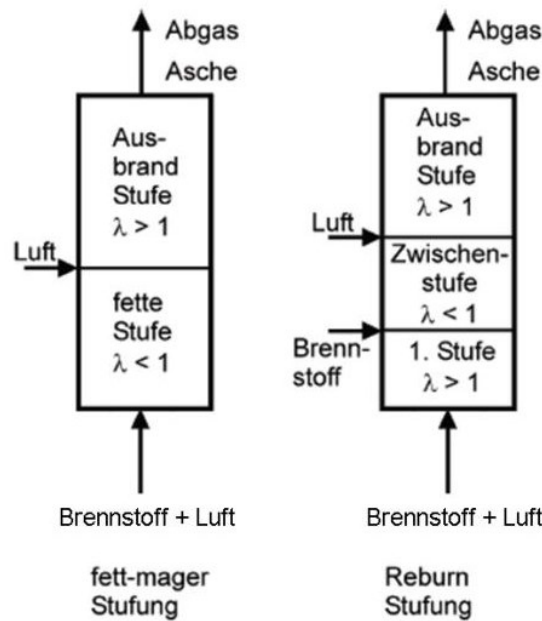 Abgas
Asche
Aus-
brand
Stufe
λ > 1
Luft
fette
Stufe
λ < 1
Brennstoff + Luft
fett-mager
Stufung
Abgas
Asche
Aus-
brand
Stufe
λ > 1
Luft
Zwischen-
stufe
λ < 1
Brenn-
stoff
1. Stufe
λ > 1
Brennstoff + Luft
Reburn
Stufung